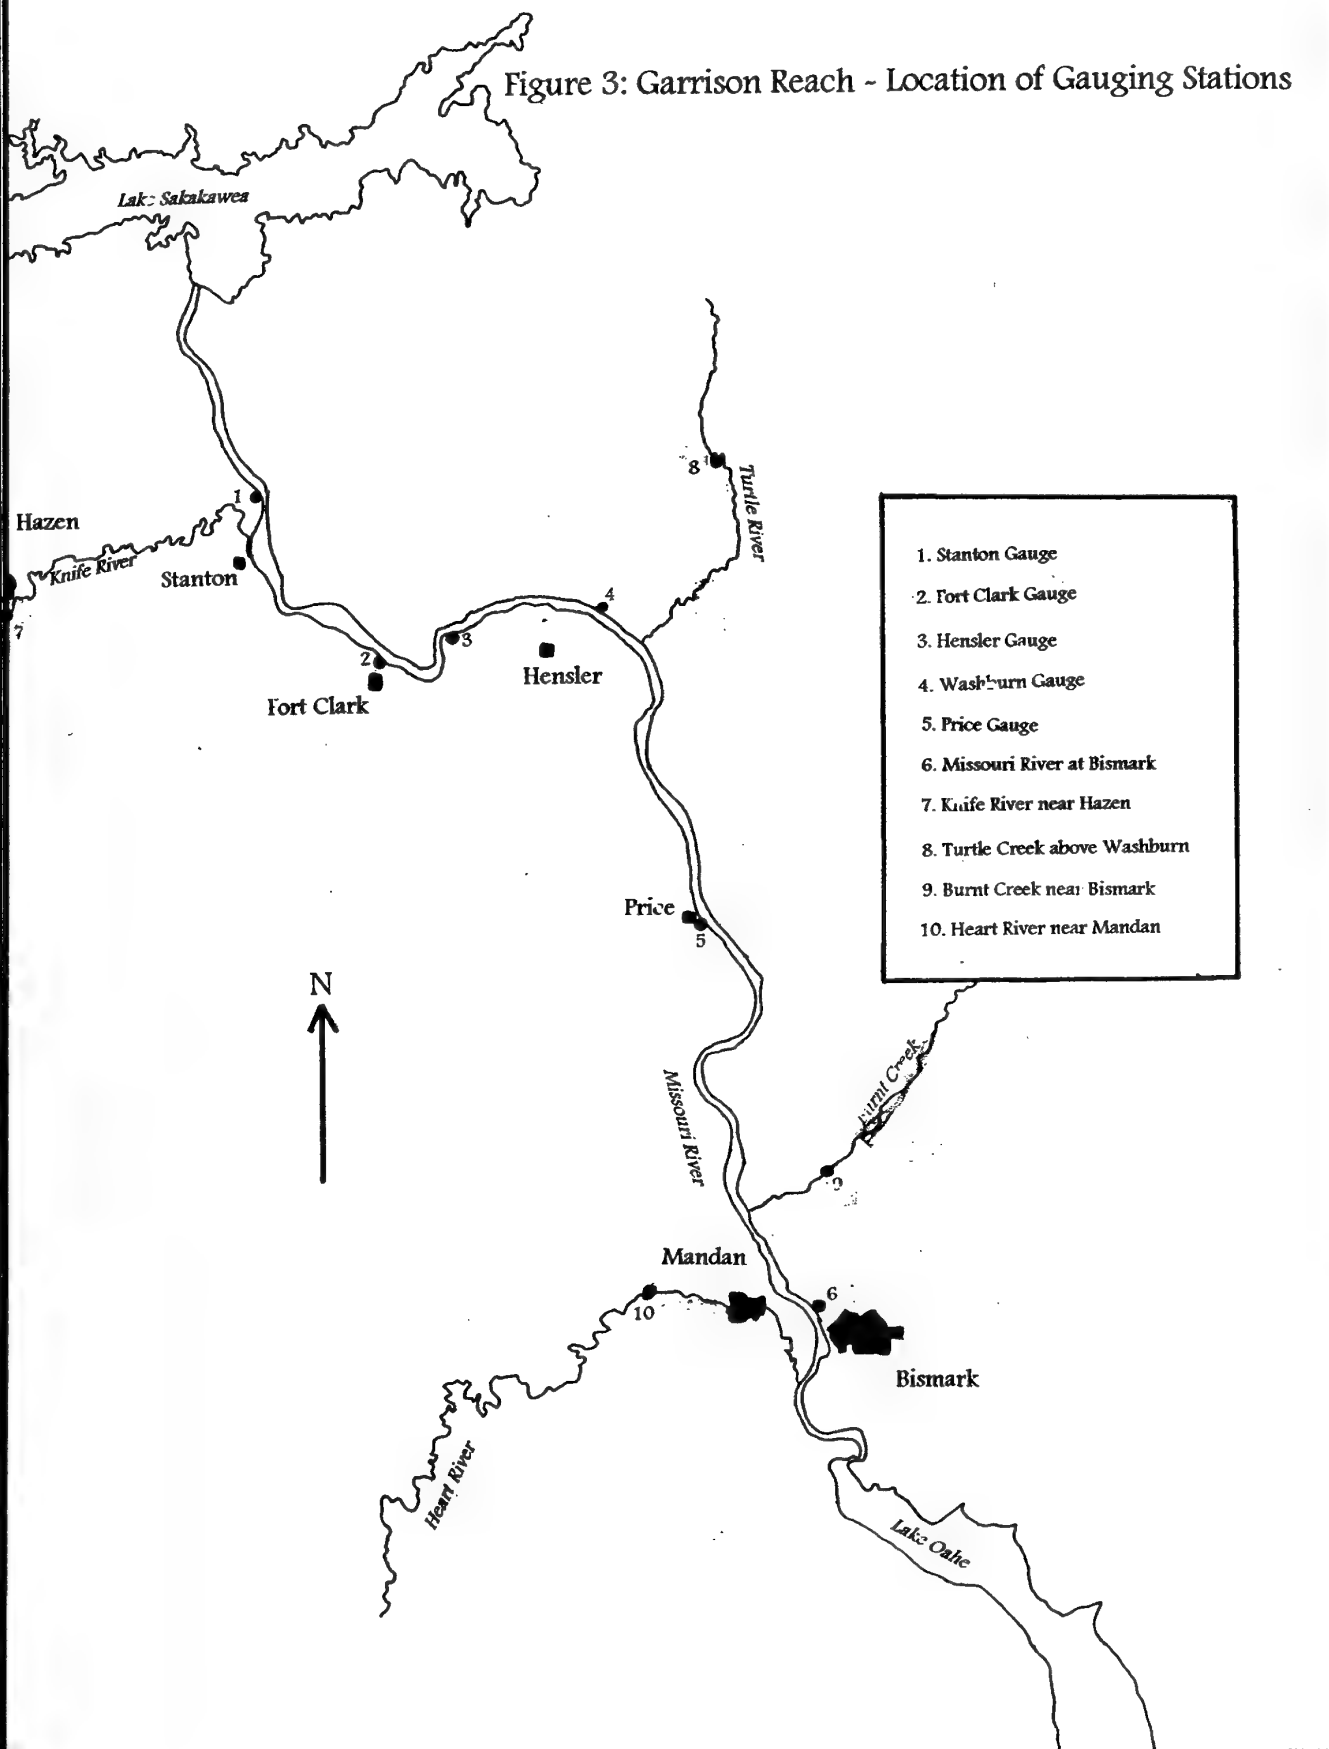 Figure 3: Garrison Reach ~ Location of Gauging Stations
Lake Sakakawea
8
Turtle River
1
Hazen
Knife River
Stanton
7
4
3
2
Hensler
Fort Clark
1. Stanton Gauge
2. Fort Clark Gauge
3. Hensler Gauge
4. Washburn Gauge
5. Price Gauge
6. Missouri River at Bismark
7. Knife River near Hazen
8. Turtle Creek above Washburn
9. Burnt Creek near Bismark
10. Heart River near Mandan
Price
5
N
Burnt Creek
Missouri River
9
Mandan
6
10
Bismark
Heart River
Lake Oahe